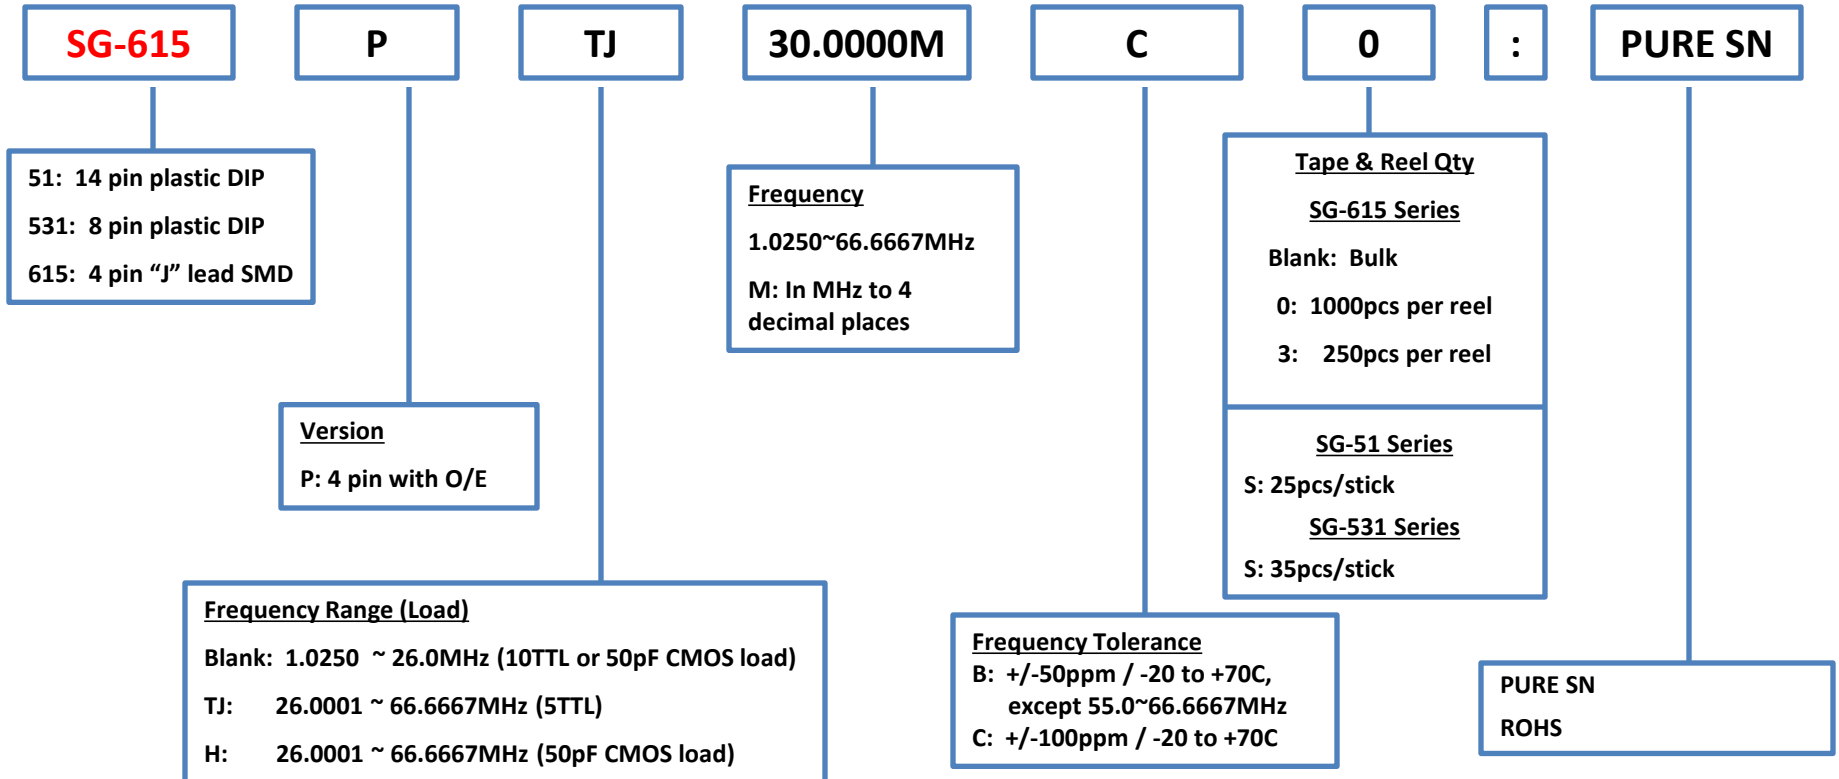 SG-615 P TJ 30.0000M C 0 : PURE SN
51: 14 pin plastic DIP
531: 8 pin plastic DIP
615: 4 pin “J” lead SMD
Version
P: 4 pin with O/E
Frequency Range (Load)
Blank: 1.0250 ~ 26.0MHz (10TTL or 50pF CMOS load)
TJ: 26.0001 ~ 66.6667MHz (5TTL)
H: 26.0001 ~ 66.6667MHz (50pF CMOS load)
Frequency
1.0250~66.6667MHz
M: In MHz to 4
decimal places
Frequency Tolerance
B: +/-50ppm / -20 to +70C,
except 55.0~66.6667MHz
C: +/-100ppm / -20 to +70C
Tape & Reel Qty
SG-615 Series
Blank: Bulk
0: 1000pcs per reel
3: 250pcs per reel
SG-51 Series
S: 25pcs/stick
SG-531 Series
S: 35pcs/stick
PURE SN
ROHS